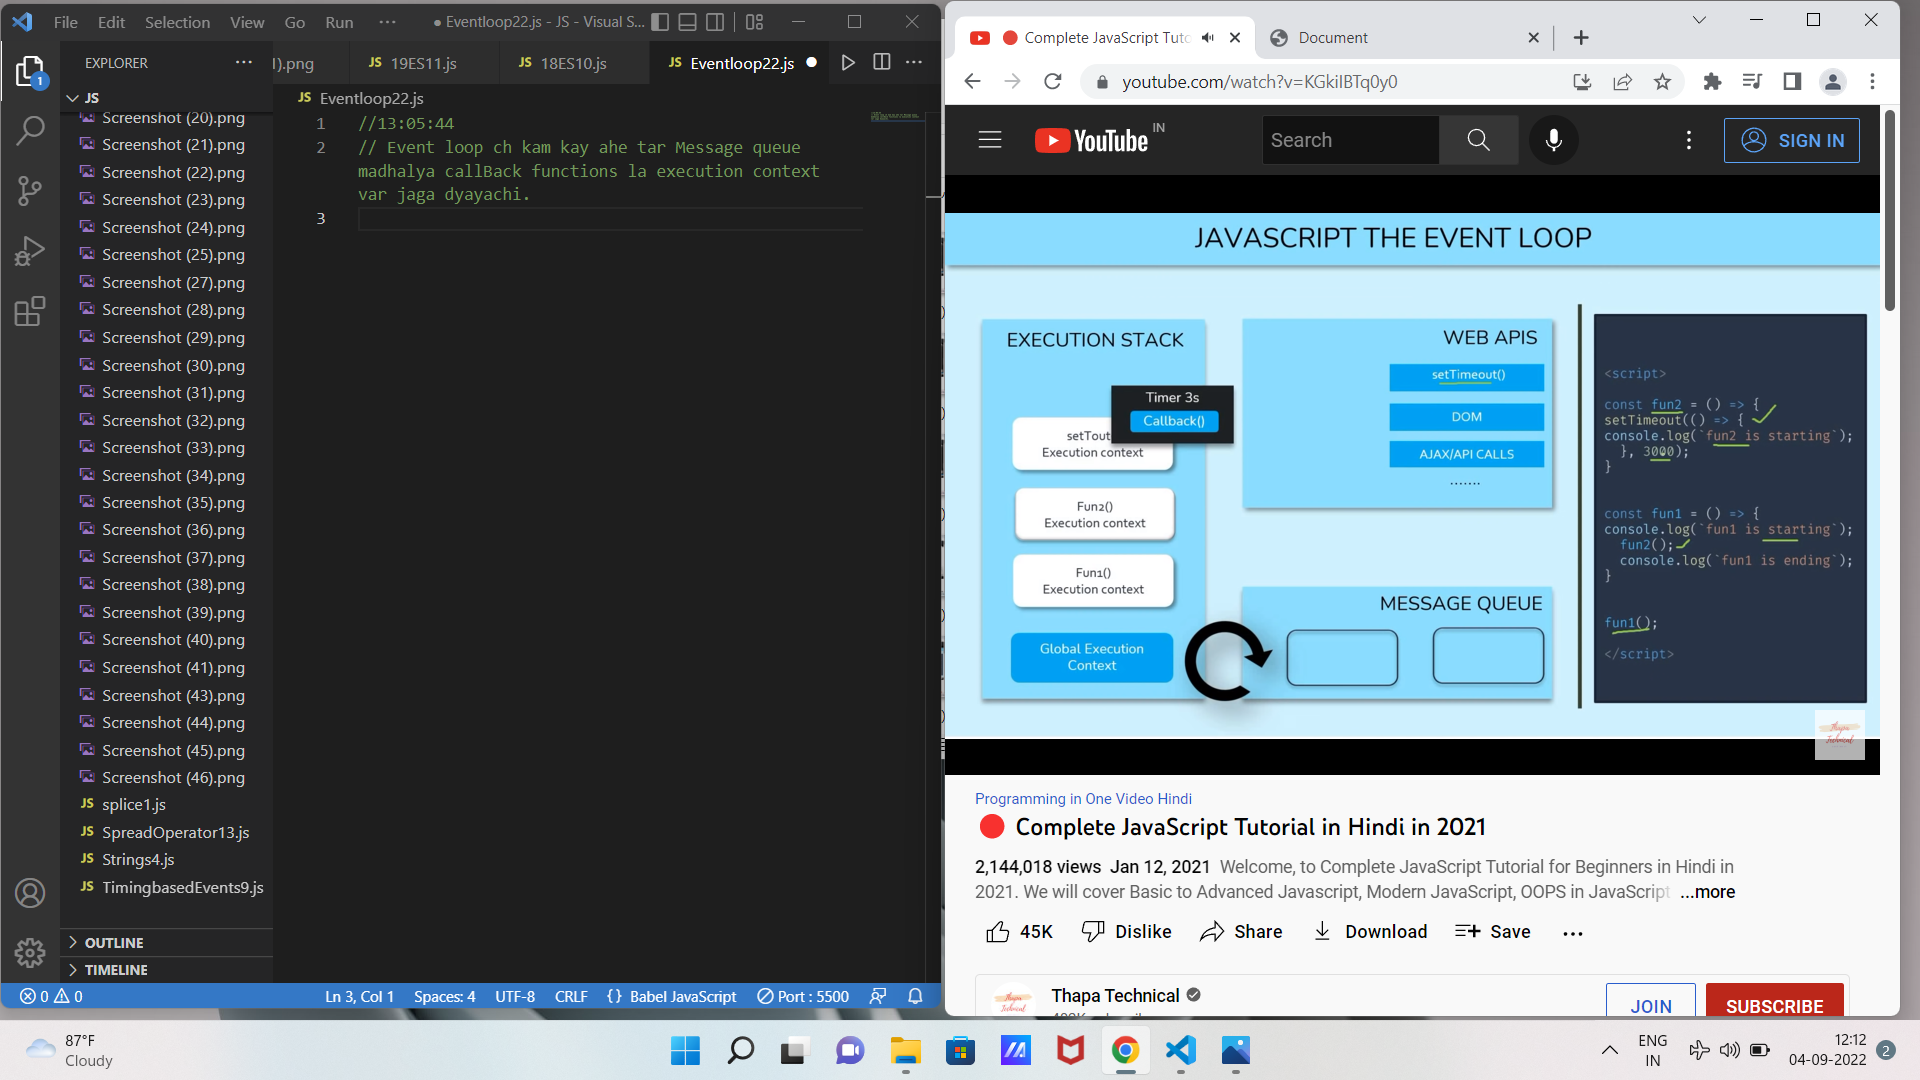 File Edit Selection View Go Run ···
● Eventloop22.js - JS - Visual S...
EXPLORER ···
JS
Screenshot (20).png
Screenshot (21).png
Screenshot (22).png
Screenshot (23).png
Screenshot (24).png
Screenshot (25).png
Screenshot (27).png
Screenshot (28).png
Screenshot (29).png
Screenshot (30).png
Screenshot (31).png
Screenshot (32).png
Screenshot (33).png
Screenshot (34).png
Screenshot (35).png
Screenshot (36).png
Screenshot (37).png
Screenshot (38).png
Screenshot (39).png
Screenshot (40).png
Screenshot (41).png
Screenshot (43).png
Screenshot (44).png
Screenshot (45).png
Screenshot (46).png
JS splice1.js
JS SpreadOperator13.js
JS Strings4.js
JS TimingbasedEvents9.js
OUTLINE
TIMELINE
1
).png JS 19ES11.js JS 18ES10.js JS Eventloop22.js ●
JS Eventloop22.js
1 //13:05:44
2 // Event loop ch kam kay ahe tar Message queue
madhalya callBack functions la execution context
var jaga dyayachi.
3
0 0 Ln 3, Col 1 Spaces: 4 UTF-8 CRLF {} Babel JavaScript Port : 5500
Complete JavaScript Tuto
Document
youtube.com/watch?v=KGkiIBTq0y0
YouTube IN
Search
SIGN IN
JAVASCRIPT THE EVENT LOOP
EXECUTION STACK
Timer 3s
Callback()
setTout
Execution context
Fun2()
Execution context
Fun1()
Execution context
Global Execution
Context
WEB APIS
setTimeout()
DOM
AJAX/API CALLS
.......
MESSAGE QUEUE
<script>
const fun2 = () => {
setTimeout(() => {
console.log(`fun2 is starting`);
}, 3000);
}
const fun1 = () => {
console.log(`fun1 is starting`);
fun2();
console.log(`fun1 is ending`);
}
fun1();
</script>
Thapa
Technical
Programming in One Video Hindi
Complete JavaScript Tutorial in Hindi in 2021
2,144,018 views Jan 12, 2021 Welcome, to Complete JavaScript Tutorial for Beginners in Hindi in
2021. We will cover Basic to Advanced Javascript, Modern JavaScript, OOPS in JavaScript ...more
45K Dislike Share Download Save ...
Thapa Technical
JOIN
SUBSCRIBE
87°F
Cloudy
ENG
IN
12:12
04-09-2022
2